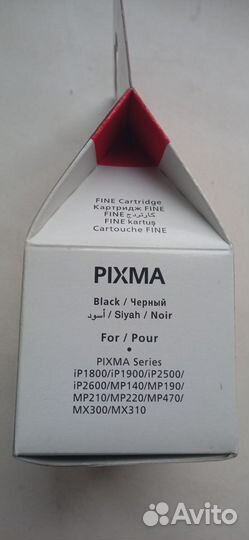 FINE Cartridge
Картридж FINE
كارتردج FINE
FINE kartuş
Cartouche FINE
PIXMA
Black / Черный
أسود / Siyah / Noir
For / Pour
PIXMA Series
iP1800/iP1900/iP2500/
iP2600/MP140/MP190/
MP210/MP220/MP470/
MX300/MX310
Avito